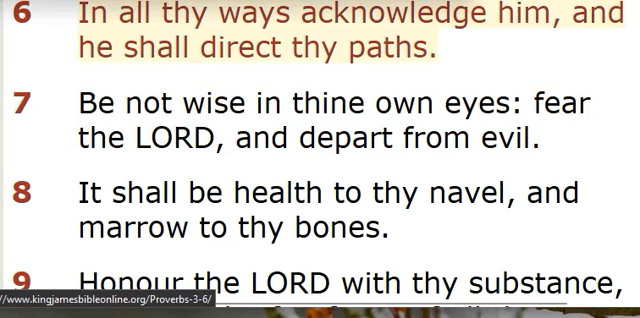 6 In all thy ways acknowledge him, and
he shall direct thy paths.
7 Be not wise in thine own eyes: fear
the LORD, and depart from evil.
8 It shall be health to thy navel, and
marrow to thy bones.
9 Honour the LORD with thy substance,
//www.kingjamesbibleonline.org/Proverbs-3-6/